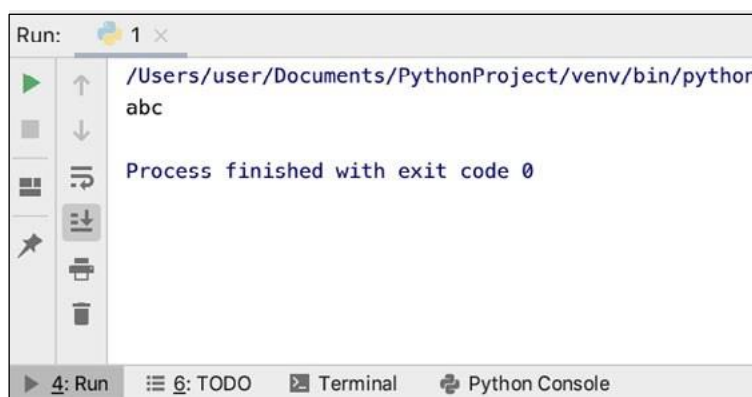 Run: 1
/Users/user/Documents/PythonProject/venv/bin/python
abc
Process finished with exit code 0
4: Run 6: TODO Terminal Python Console